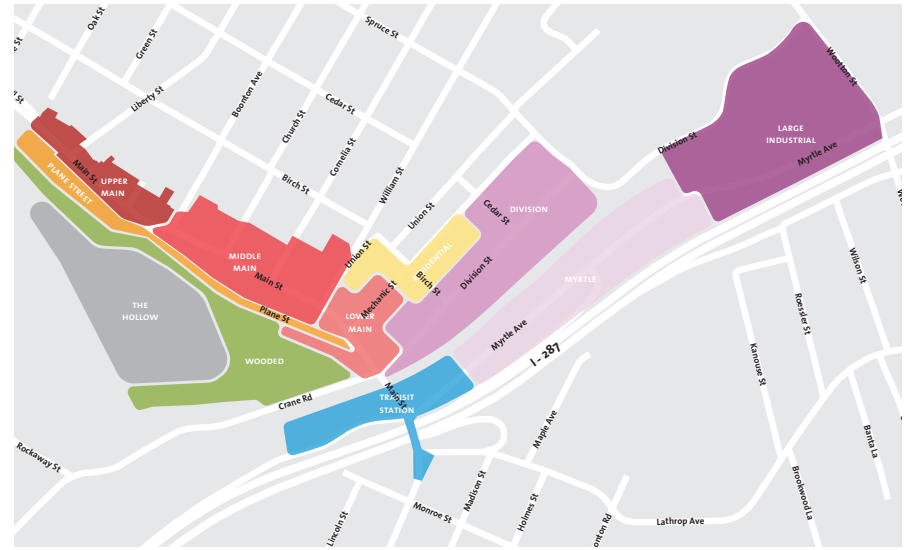 Oak St
Green St
Spruce St
Liberty St
Boonton Ave
Cedar St
Church St
Cornelia St
Birch St
William St
Union St
Wootton St
Division St
LARGE
INDUSTRIAL
Myrtle Ave
Main St
UPPER
MAIN
PLANE STREET
MIDDLE
MAIN
Main St
Union St
Cedar St
DIVISION
Birch St
Division St
Mechanic St
MYRTLE
Wilson St
Roessler St
THE
HOLLOW
Plane St
LOWER
MAIN
Myrtle Ave
I - 287
WOODED
Kanouse St
Crane Rd
Main St
TRANSIT
STATION
Maple Ave
Banta La
Rockaway St
Madison St
Holmes St
Brookwood La
Lincoln St
Monroe St
Lathrop Ave